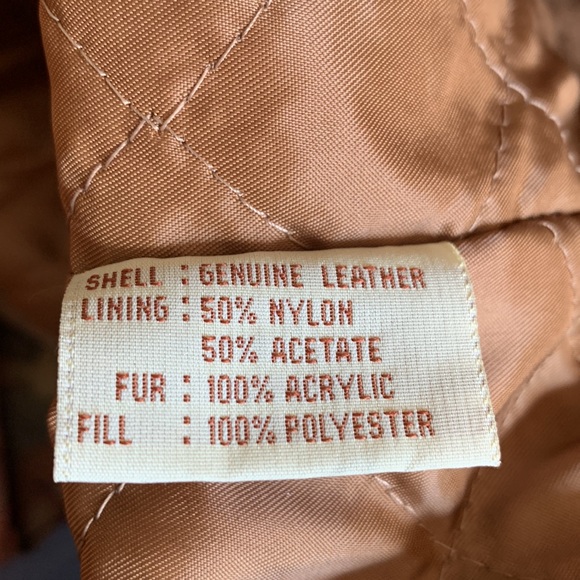 SHELL : GENUINE LEATHER
LINING : 50% NYLON
50% ACETATE
FUR : 100% ACRYLIC
FILL : 100% POLYESTER